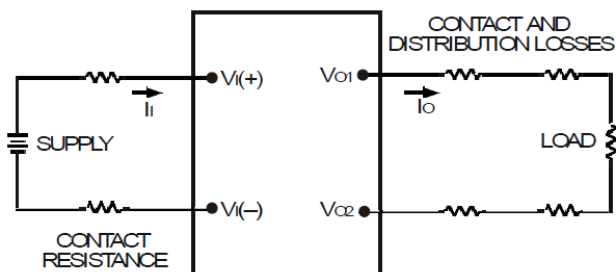 CONTACT AND
DISTRIBUTION LOSSES
VI(+)
VO1
II
IO
SUPPLY
LOAD
VI(–)
VO2
CONTACT
RESISTANCE